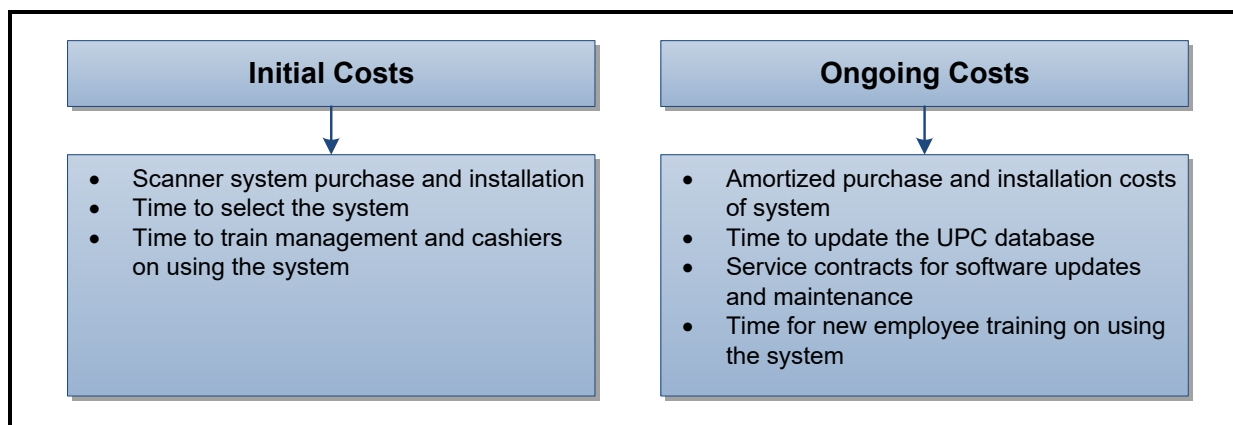 Initial Costs
• Scanner system purchase and installation
• Time to select the system
• Time to train management and cashiers
on using the system
Ongoing Costs
• Amortized purchase and installation costs
of system
• Time to update the UPC database
• Service contracts for software updates
and maintenance
• Time for new employee training on using
the system